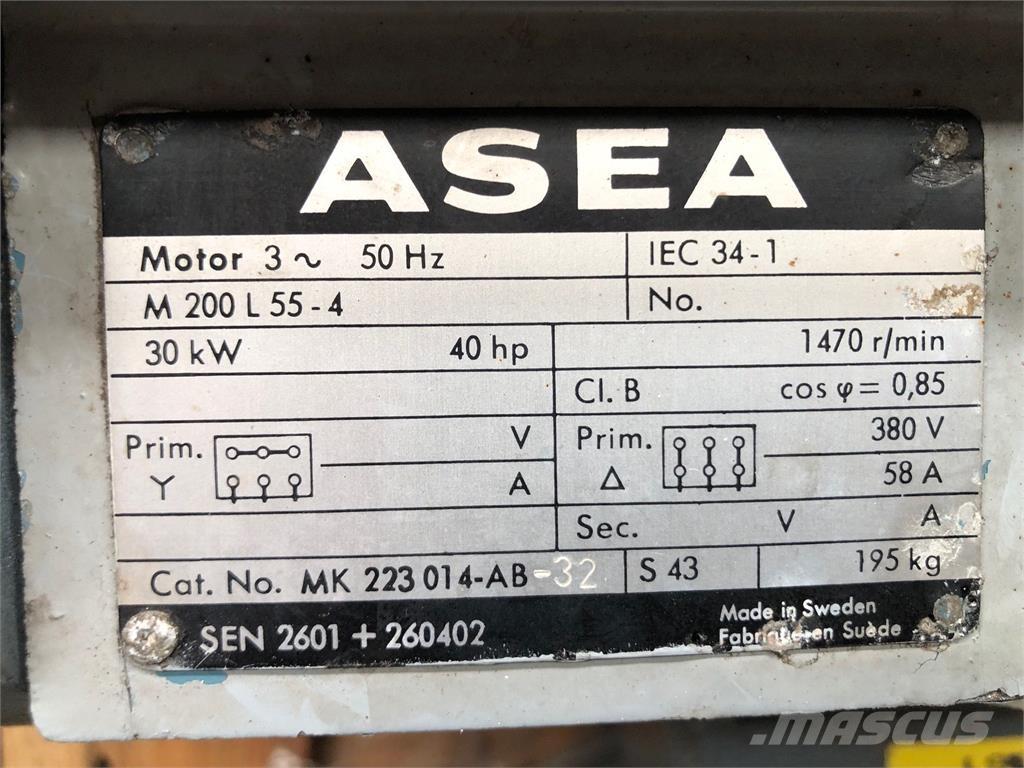 ASEA
Motor 3 ~ 50 Hz IEC 34-1
M 200 L 55-4 No.
30 kW 40 hp 1470 r/min
Cl. B cos φ = 0,85
Prim. V Prim. 380 V
Y A Δ 58 A
Sec. V A
Cat. No. MK 223 014-AB-32 S 43 195 kg
SEN 2601 + 260402
Made in Sweden
en Suède
MASCUS